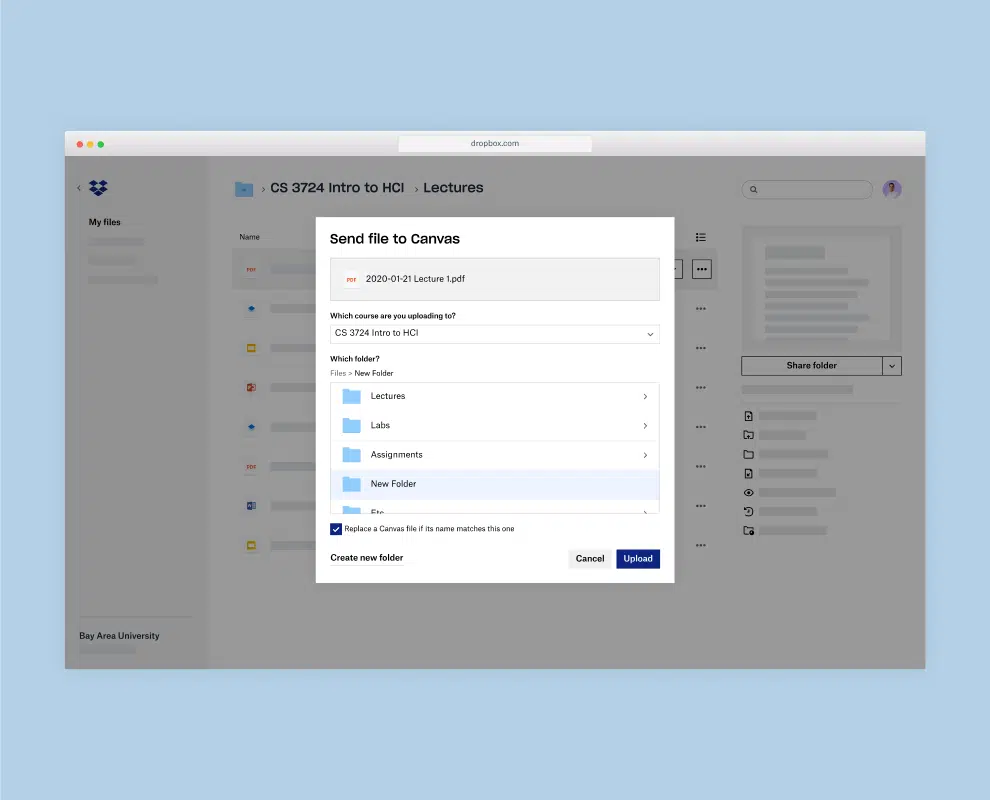 dropbox.com
CS 3724 Intro to HCI › Lectures
My files
Name
Send file to Canvas
PDF 2020-01-21 Lecture 1.pdf
Which course are you uploading to?
CS 3724 Intro to HCI
Which folder?
Files > New Folder
Lectures
Labs
Assignments
New Folder
Etc
Replace a Canvas file if its name matches this one
Create new folder
Cancel
Upload
Share folder
PDF
P
PDF
W
Bay Area University